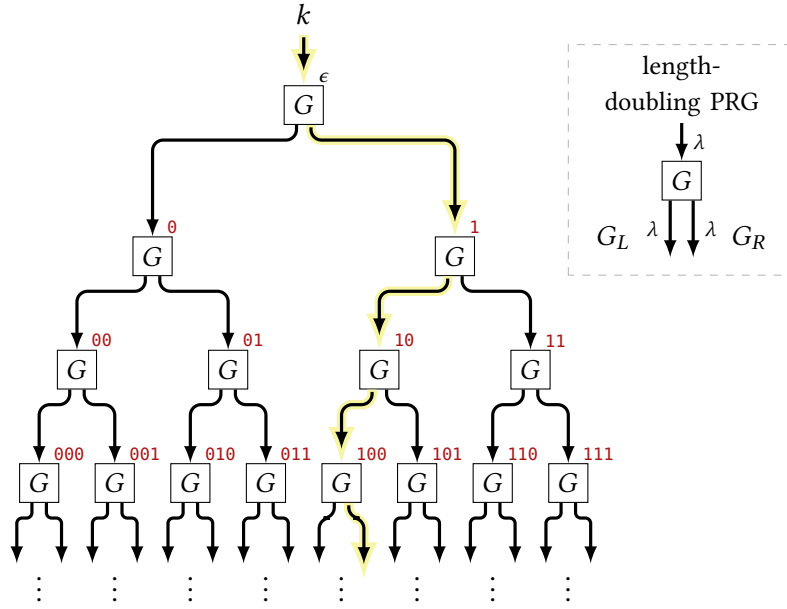 k
G ϵ
length-
doubling PRG
λ
G
G_L λ λ G_R
G 0 G 1
G 00 G 01 G 10 G 11
G 000 G 001 G 010 G 011 G 100 G 101 G 110 G 111
⋮ ⋮ ⋮ ⋮ ⋮ ⋮ ⋮ ⋮